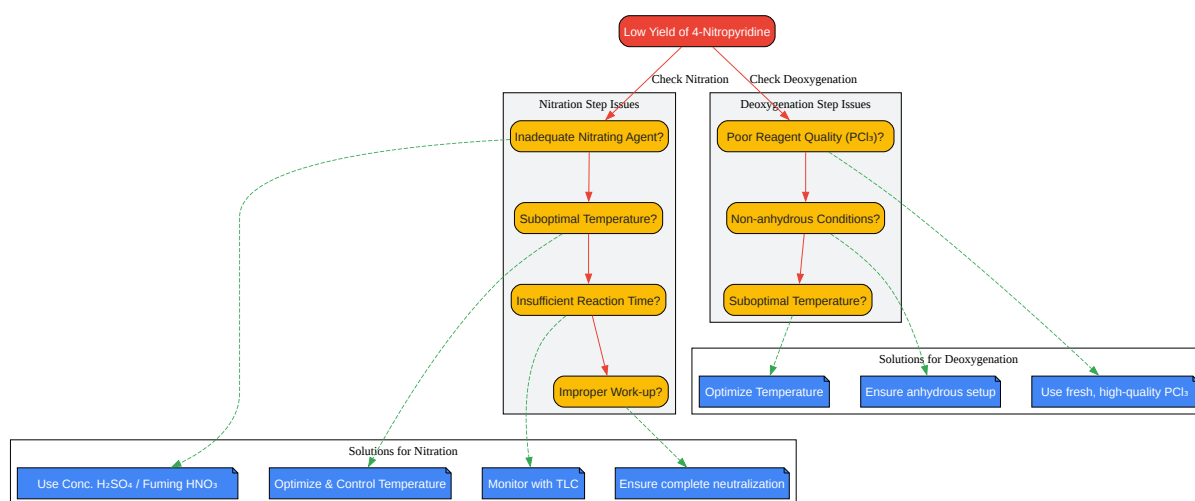 Low Yield of 4-Nitropyridine
Check Nitration
Check Deoxygenation
Nitration Step Issues
Deoxygenation Step Issues
Inadequate Nitrating Agent?
Poor Reagent Quality (PCl₃)?
Suboptimal Temperature?
Non-anhydrous Conditions?
Insufficient Reaction Time?
Suboptimal Temperature?
Solutions for Deoxygenation
Improper Work-up?
Optimize Temperature
Ensure anhydrous setup
Use fresh, high-quality PCl₃
Solutions for Nitration
Use Conc. H₂SO₄ / Fuming HNO₃
Optimize & Control Temperature
Monitor with TLC
Ensure complete neutralization